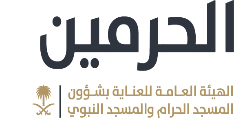 الحرمين
الهيئة العامة للعناية بشؤون
المسجد الحرام والمسجد النبوي